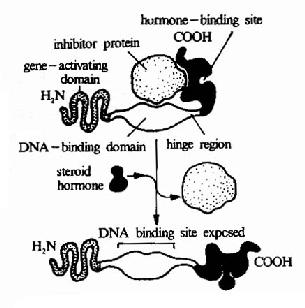 hormone-binding site
COOH
inhibitor protein
gene-activating
domain
H₂N
DNA-binding domain
hinge region
steroid
hormone
DNA binding site exposed
H₂N
COOH